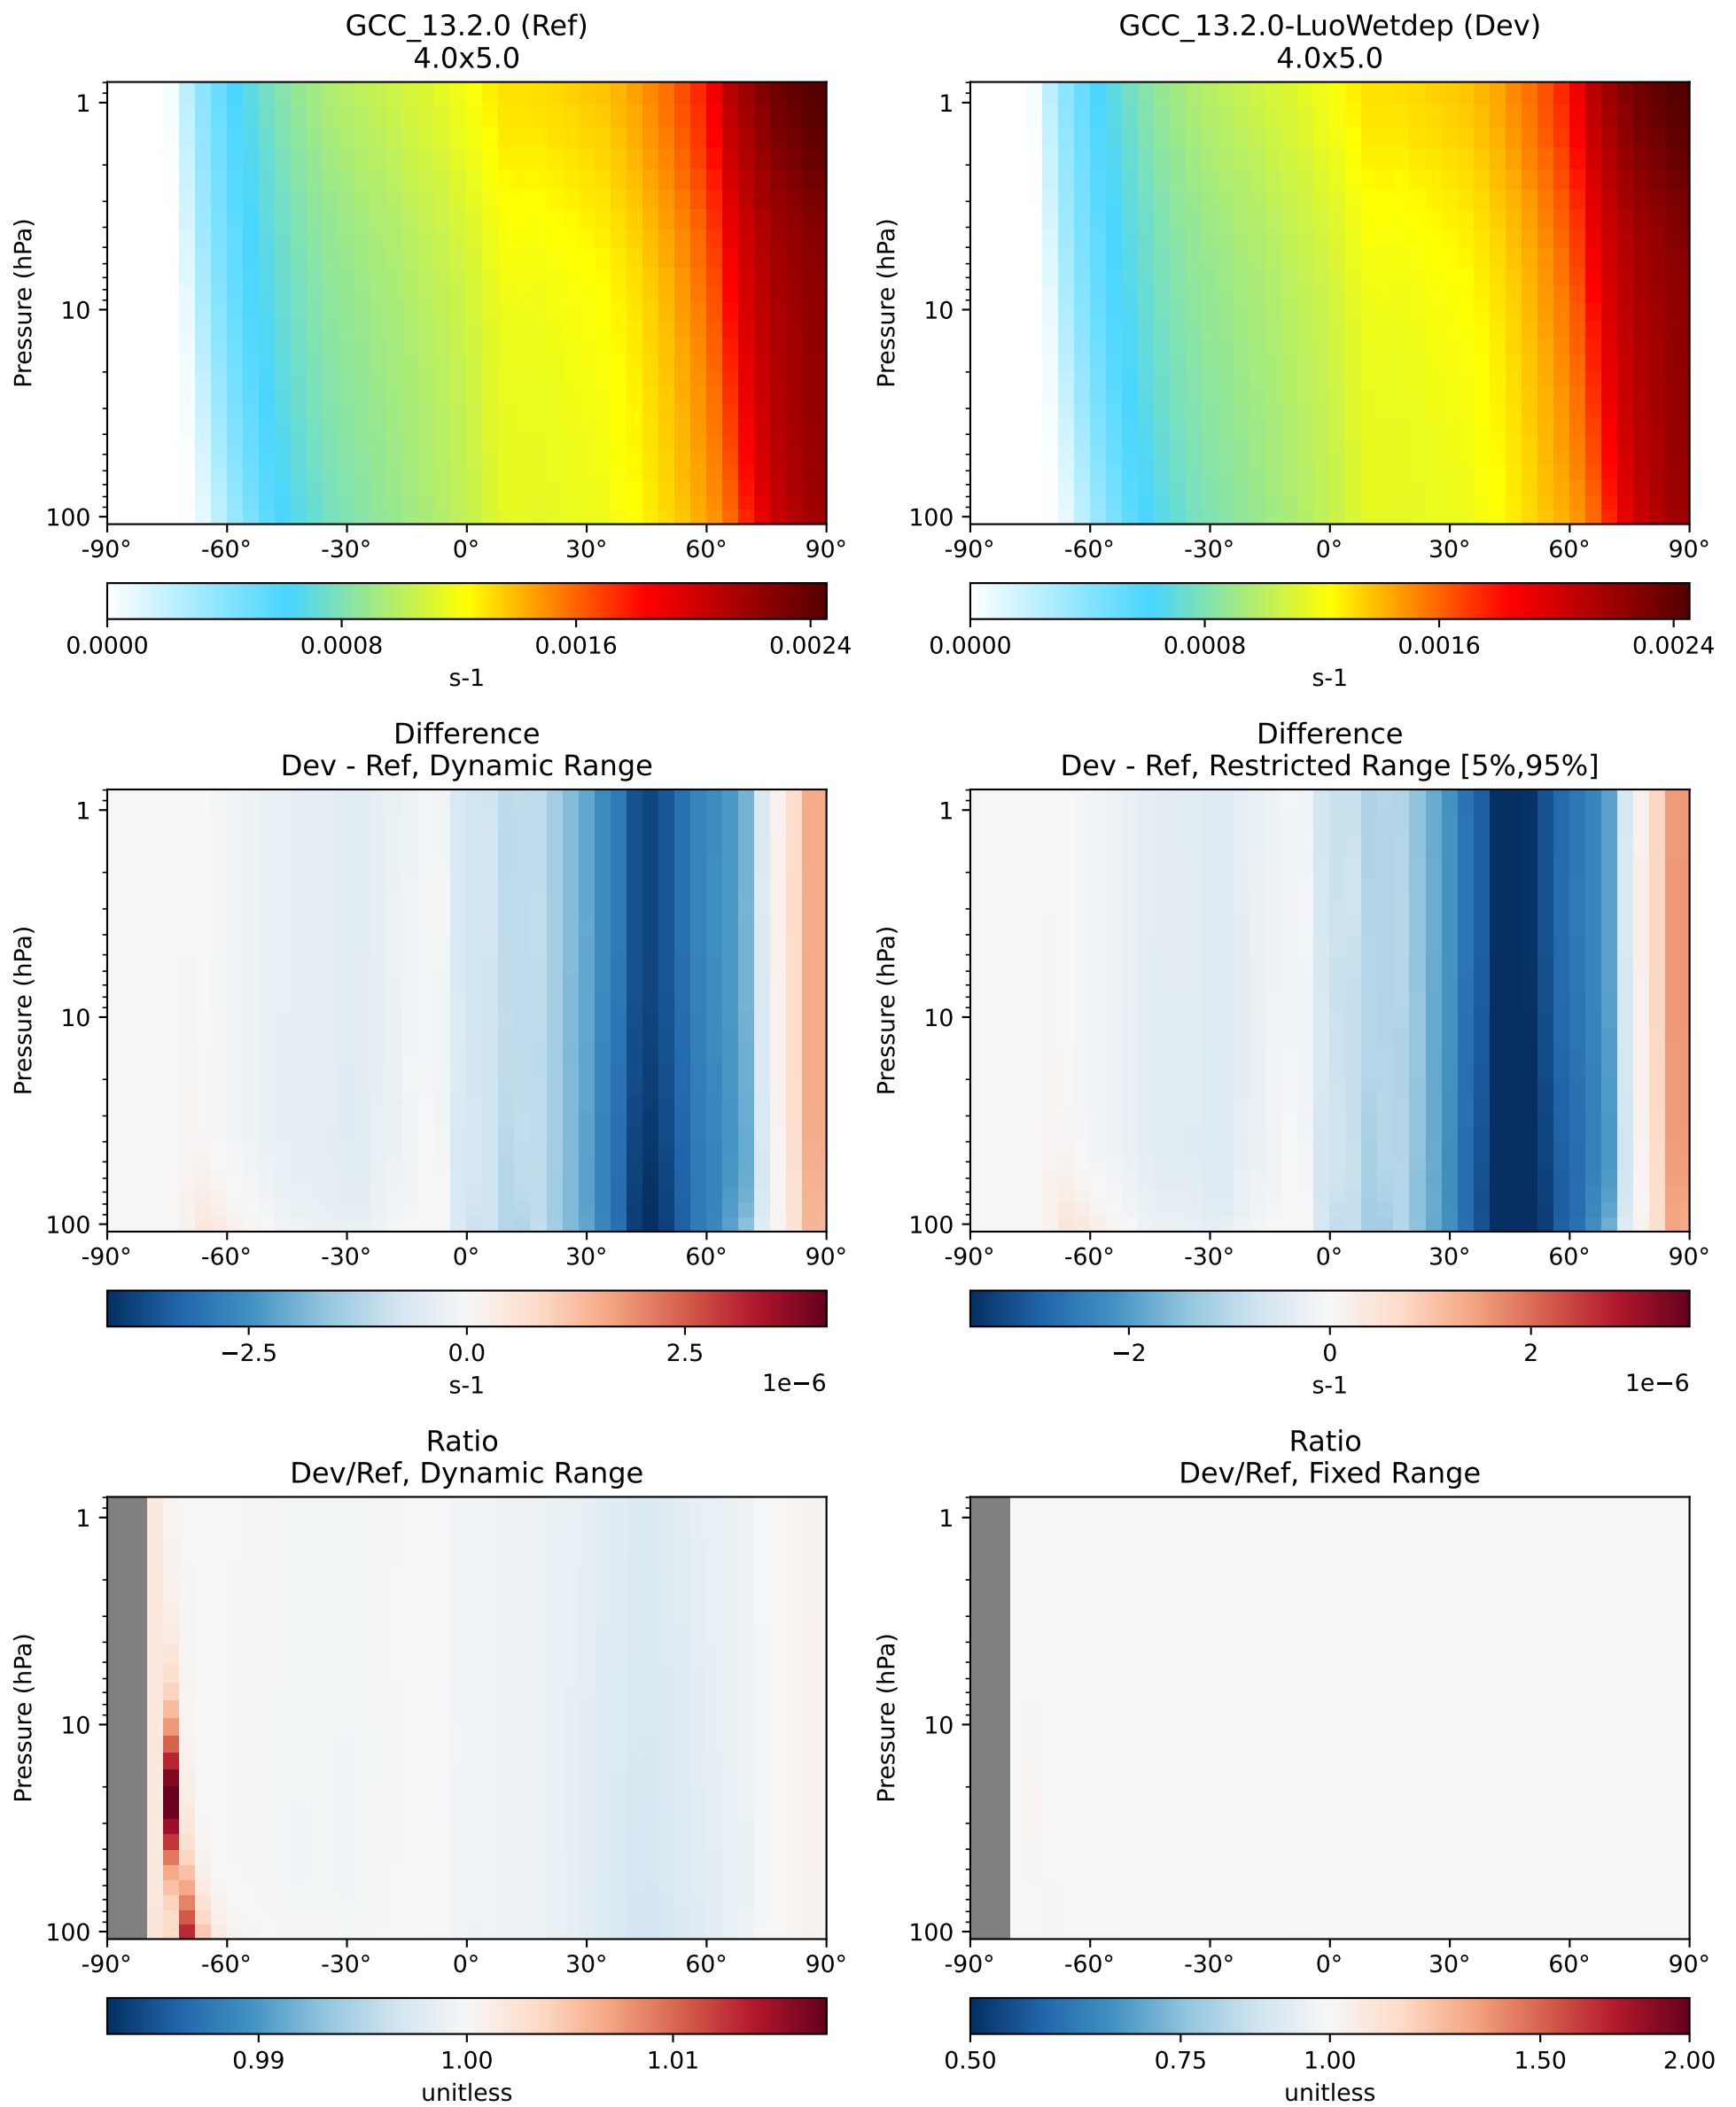 GCC_13.2.0 (Ref)
4.0x5.0
Pressure (hPa)
1
10
100
-90° -60° -30° 0° 30° 60° 90°
0.0000 0.0008 0.0016 0.0024
s-1
GCC_13.2.0-LuoWetdep (Dev)
4.0x5.0
Pressure (hPa)
1
10
100
-90° -60° -30° 0° 30° 60° 90°
0.0000 0.0008 0.0016 0.0024
s-1
Difference
Dev - Ref, Dynamic Range
Pressure (hPa)
1
10
100
-90° -60° -30° 0° 30° 60° 90°
−2.5 0.0 2.5
s-1
1e−6
Difference
Dev - Ref, Restricted Range [5%,95%]
Pressure (hPa)
1
10
100
-90° -60° -30° 0° 30° 60° 90°
−2 0 2
s-1
1e−6
Ratio
Dev/Ref, Dynamic Range
Pressure (hPa)
1
10
100
-90° -60° -30° 0° 30° 60° 90°
0.99 1.00 1.01
unitless
Ratio
Dev/Ref, Fixed Range
Pressure (hPa)
1
10
100
-90° -60° -30° 0° 30° 60° 90°
0.50 0.75 1.00 1.50 2.00
unitless